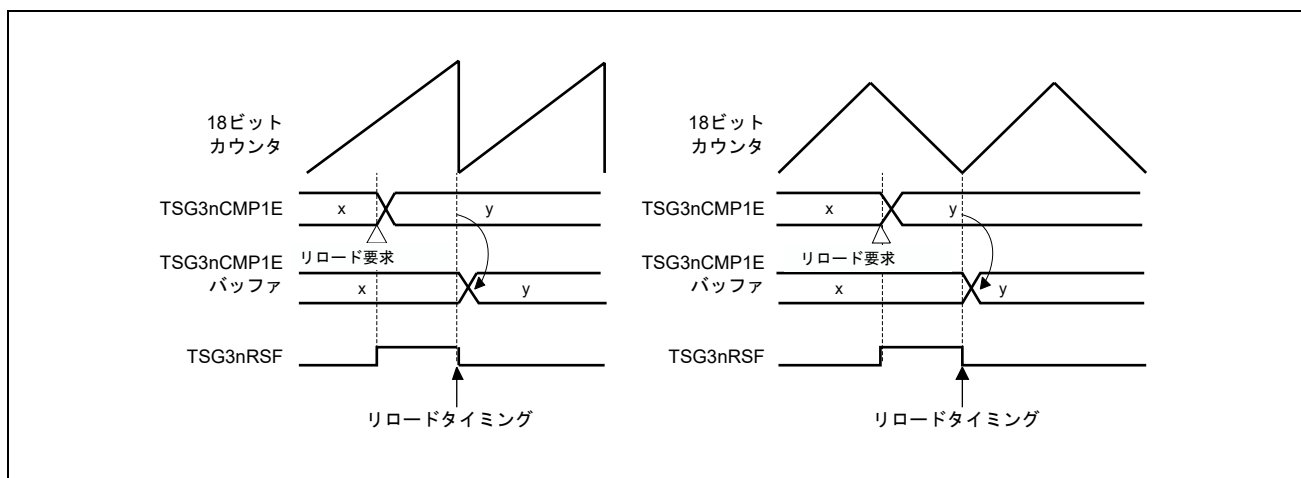 18ビット
カウンタ
TSG3nCMP1E
x
y
リロード要求
TSG3nCMP1E
バッファ
x
y
TSG3nRSF
リロードタイミング
18ビット
カウンタ
TSG3nCMP1E
x
y
リロード要求
TSG3nCMP1E
バッファ
x
y
TSG3nRSF
リロードタイミング